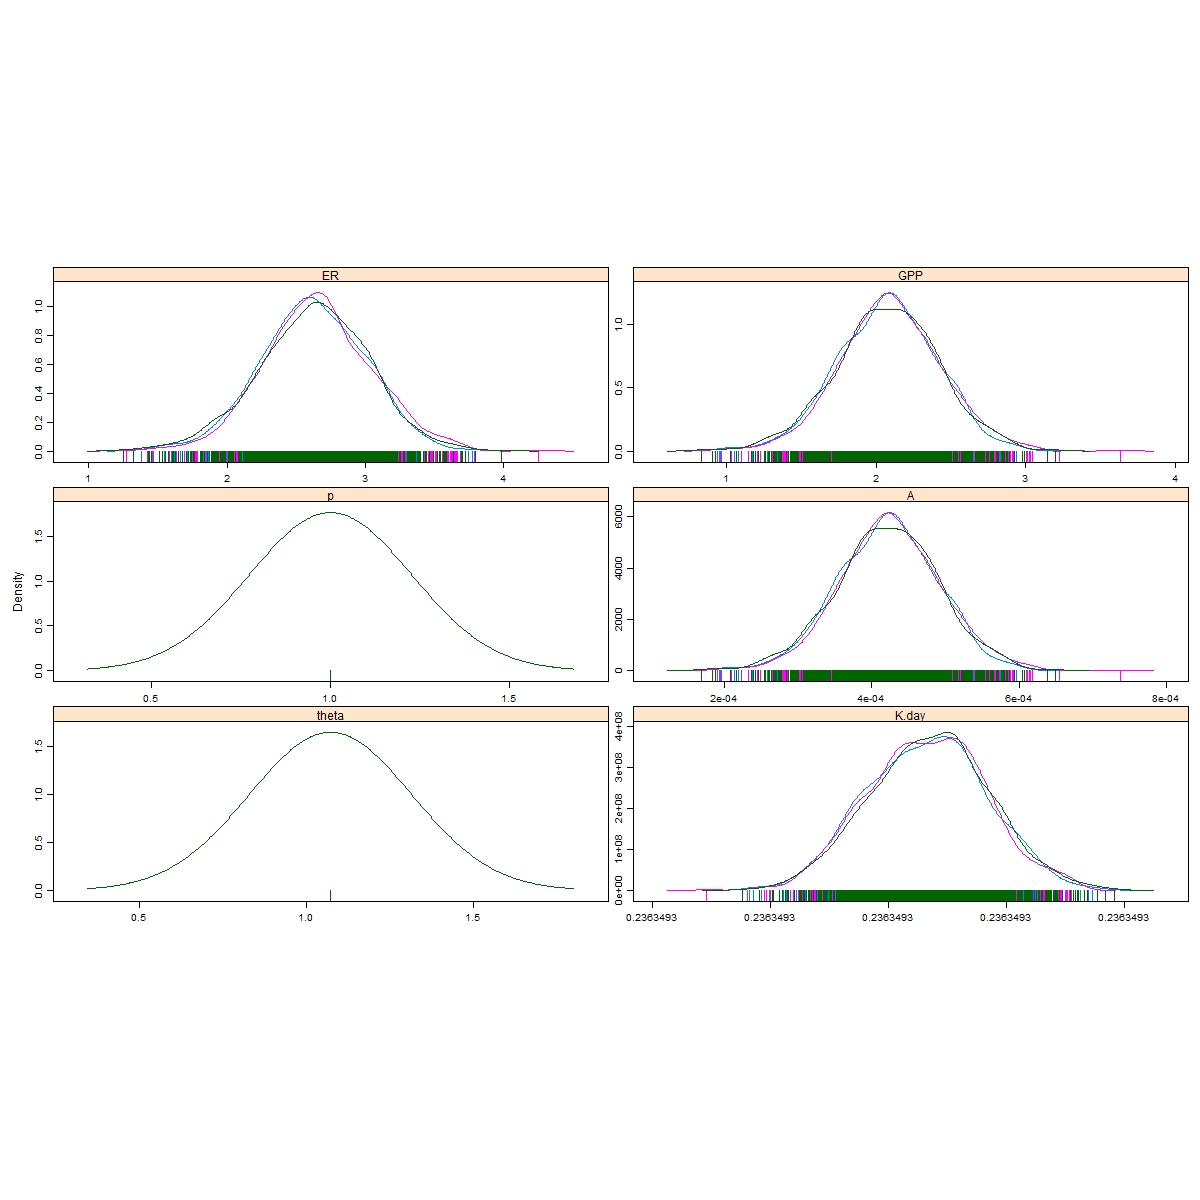 ER
GPP
0.0 0.2 0.4 0.6 0.8 1.0
0.0 0.5 1.0
1 2 3 4
1 2 3 4
p
A
Density
0.0 0.5 1.0 1.5
0 2000 4000 6000
0.5 1.0 1.5
2e-04 4e-04 6e-04 8e-04
theta
K.day
0.0 0.5 1.0 1.5
0e+00 1e+08 2e+08 3e+08 4e+08
0.5 1.0 1.5
0.2363493 0.2363493 0.2363493 0.2363493 0.2363493